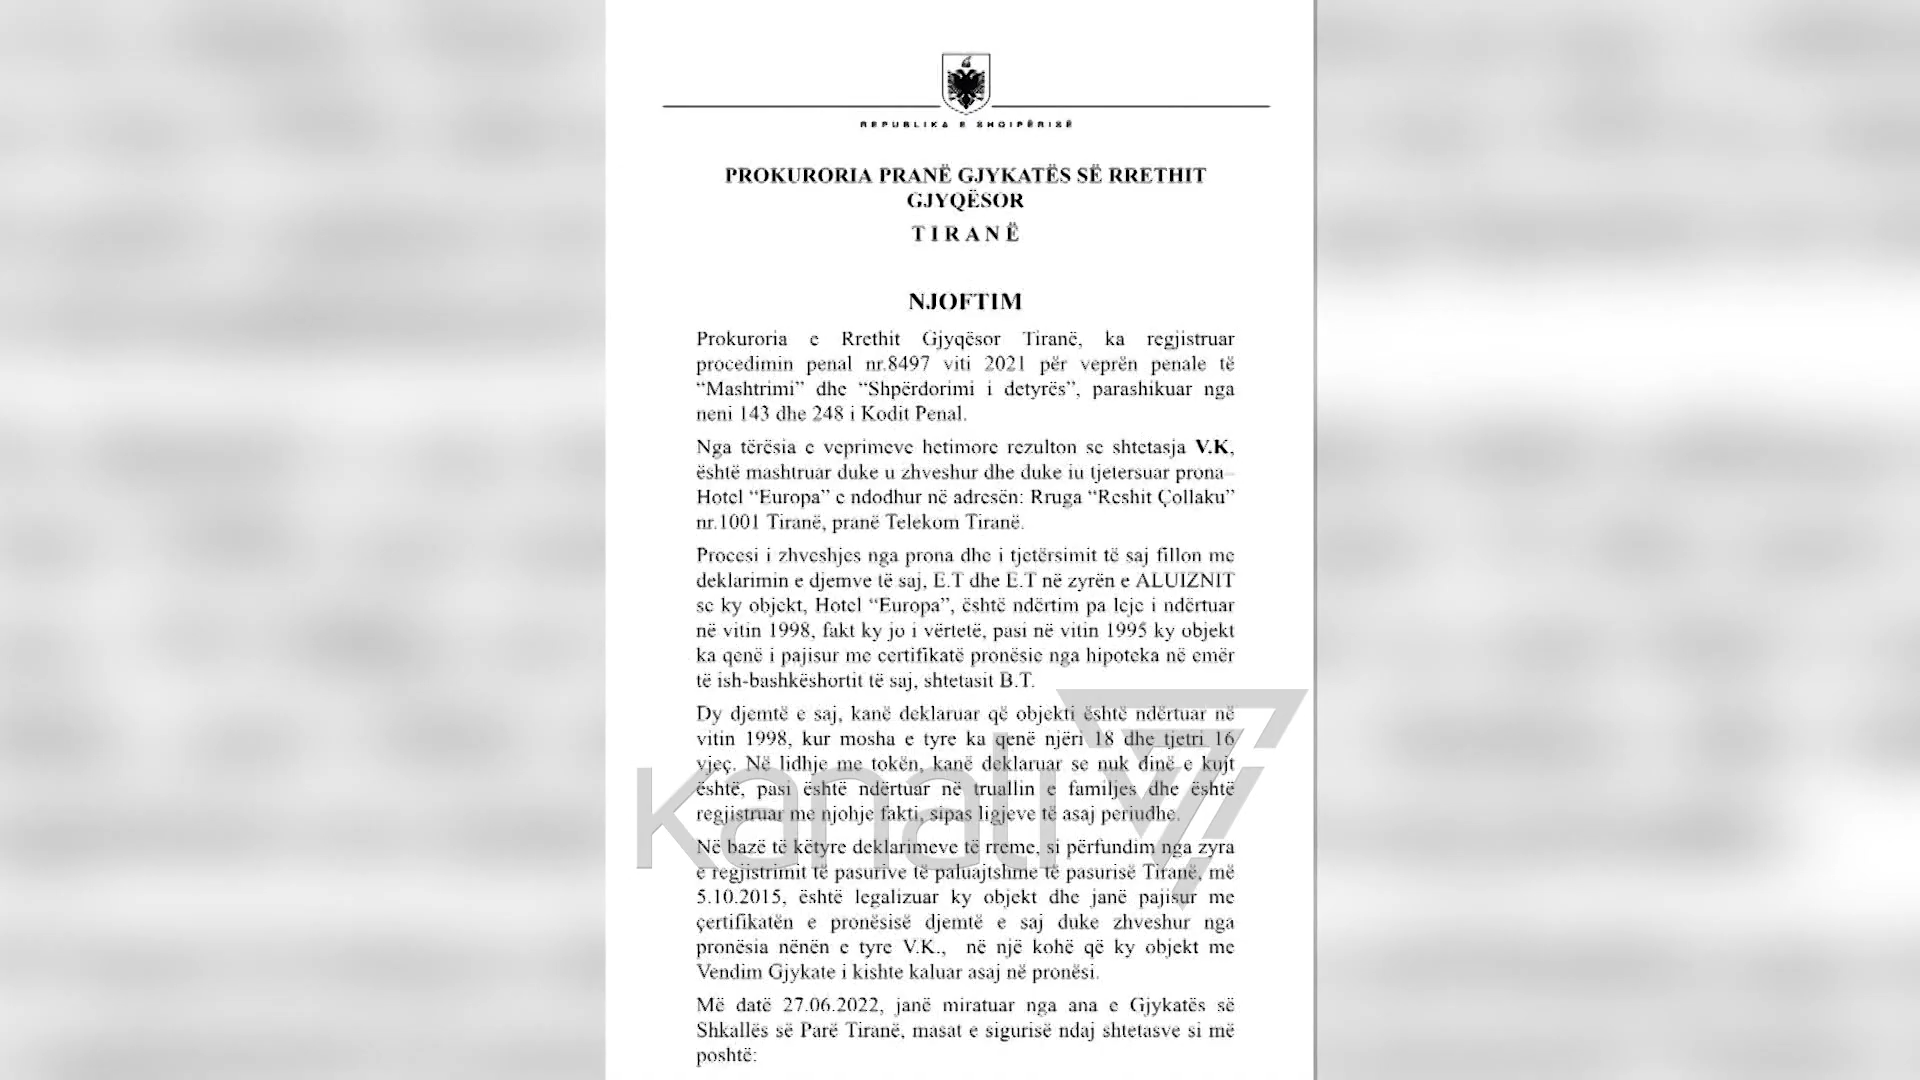 REPUBLIKA E SHQIPËRISË
PROKURORIA PRANË GJYKATËS SË RRETHIT
GJYQËSOR
TIRANË
NJOFTIM
Prokuroria e Rrethit Gjyqësor Tiranë, ka regjistruar
procedimin penal nr.8497 viti 2021 për veprën penale të
“Mashtrimi” dhe “Shpërdorimi i detyrës”, parashikuar nga
neni 143 dhe 248 i Kodit Penal.
Nga tërësia e veprimeve hetimore rezulton se shtetasja V.K,
është mashtruar duke u zhveshur dhe duke iu tjetersuar prona–
Hotel “Europa” e ndodhur në adresën: Rruga “Reshit Çollaku”
nr.1001 Tiranë, pranë Telekom Tiranë.
Procesi i zhveshjes nga prona dhe i tjetërsimit të saj fillon me
deklarimin e djemve të saj, E.T dhe E.T në zyrën e ALUIZNIT
se ky objekt, Hotel “Europa”, është ndërtim pa leje i ndërtuar
në vitin 1998, fakt ky jo i vërtetë, pasi në vitin 1995 ky objekt
ka qenë i pajisur me certifikatë pronësie nga hipoteka në emër
të ish-bashkëshortit të saj, shtetasit B.T.
Dy djemtë e saj, kanë deklaruar që objekti është ndërtuar në
vitin 1998, kur mosha e tyre ka qenë njëri 18 dhe tjetri 16
vjeç. Në lidhje me tokën, kanë deklaruar se nuk dinë e kujt
është, pasi është ndërtuar në truallin e familjes dhe është
regjistruar me njohje fakti, sipas ligjeve të asaj periudhe.
kanali 7
Në bazë të këtyre deklarimeve të rreme, si përfundim nga zyra
e regjistrimit të pasurive të paluajtshme të pasurisë Tiranë, më
5.10.2015, është legalizuar ky objekt dhe janë pajisur me
çertifikatën e pronësisë djemtë e saj duke zhveshur nga
pronësia nënën e tyre V.K., në një kohë që ky objekt me
Vendim Gjykate i kishte kaluar asaj në pronësi.
Më datë 27.06.2022, janë miratuar nga ana e Gjykatës së
Shkallës së Parë Tiranë, masat e sigurisë ndaj shtetasve si më
poshtë: